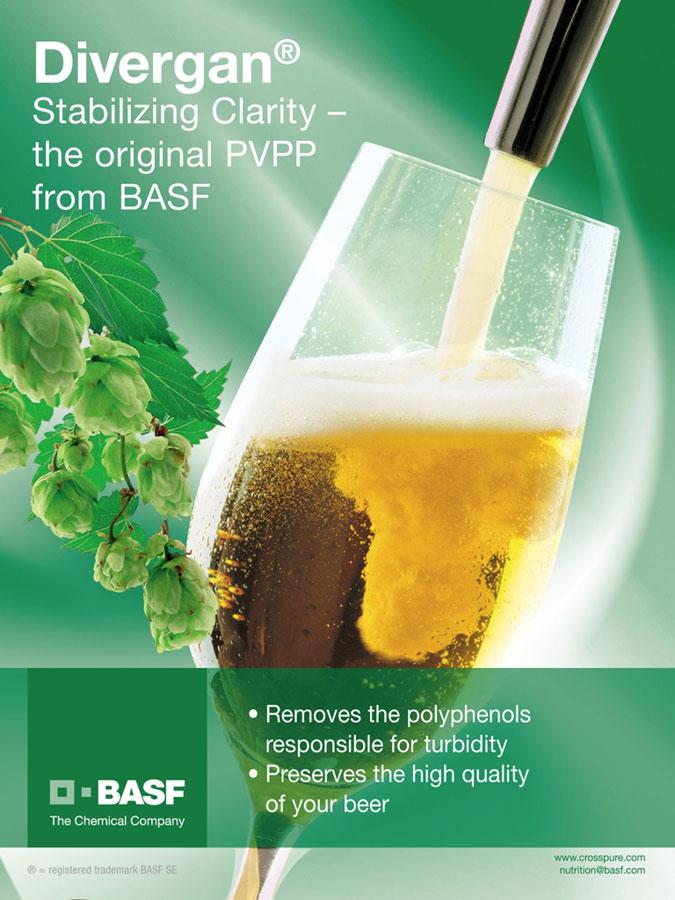 Divergan®
Stabilizing Clarity –
the original PVPP
from BASF
• Removes the polyphenols
responsible for turbidity
• Preserves the high quality
of your beer
BASF
The Chemical Company
® = registered trademark BASF SE
www.crosspure.com
nutrition@basf.com